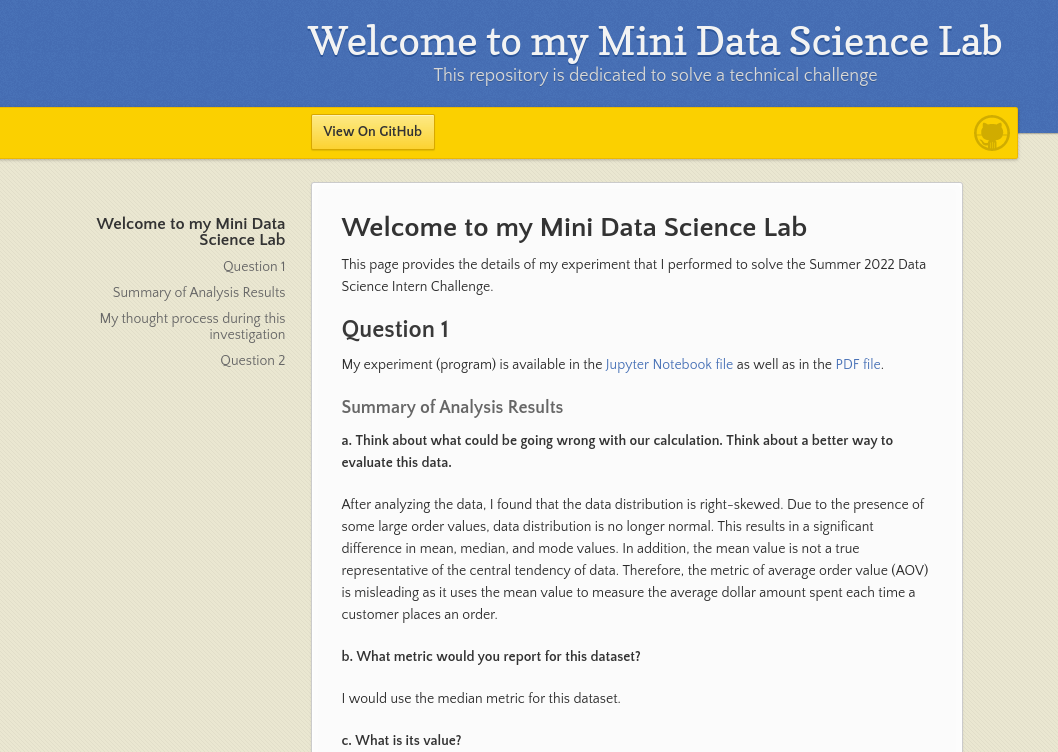 Welcome to my Mini Data Science Lab
This repository is dedicated to solve a technical challenge
View On GitHub
Welcome to my Mini Data
Science Lab
Question 1
Summary of Analysis Results
My thought process during this
investigation
Question 2
Welcome to my Mini Data Science Lab
This page provides the details of my experiment that I performed to solve the Summer 2022 Data
Science Intern Challenge.
Question 1
My experiment (program) is available in the Jupyter Notebook file as well as in the PDF file.
Summary of Analysis Results
a. Think about what could be going wrong with our calculation. Think about a better way to
evaluate this data.
After analyzing the data, I found that the data distribution is right-skewed. Due to the presence of
some large order values, data distribution is no longer normal. This results in a significant
difference in mean, median, and mode values. In addition, the mean value is not a true
representative of the central tendency of data. Therefore, the metric of average order value (AOV)
is misleading as it uses the mean value to measure the average dollar amount spent each time a
customer places an order.
b. What metric would you report for this dataset?
I would use the median metric for this dataset.
c. What is its value?